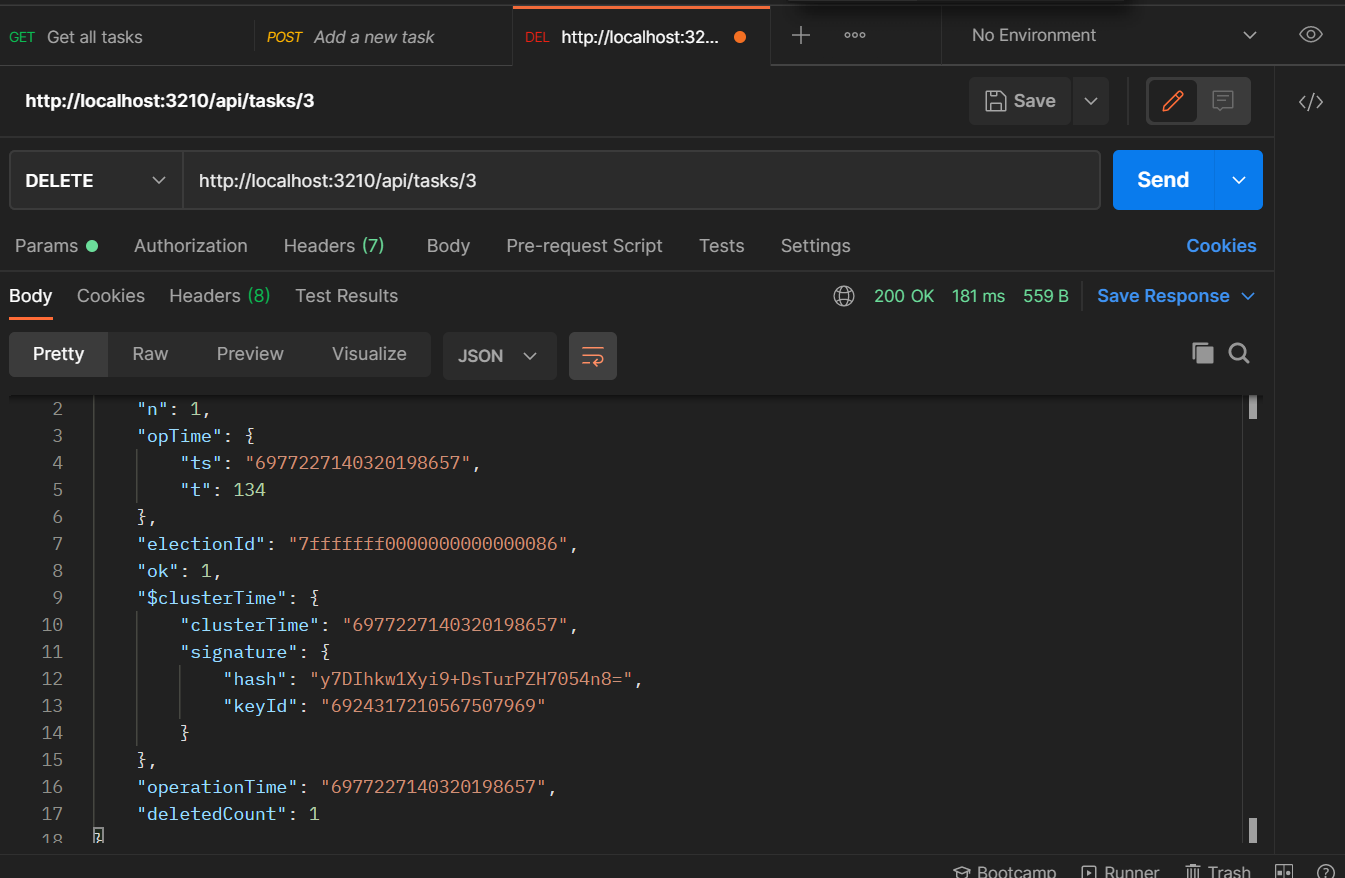 GET Get all tasks POST Add a new task DEL http://localhost:32... No Environment
http://localhost:3210/api/tasks/3 Save
DELETE http://localhost:3210/api/tasks/3 Send
Params Authorization Headers (7) Body Pre-request Script Tests Settings Cookies
Body Cookies Headers (8) Test Results 200 OK 181 ms 559 B Save Response
Pretty Raw Preview Visualize JSON
2 "n": 1,
3 "opTime": {
4 "ts": "6977227140320198657",
5 "t": 134
6 },
7 "electionId": "7fffffff0000000000000086",
8 "ok": 1,
9 "$clusterTime": {
10 "clusterTime": "6977227140320198657",
11 "signature": {
12 "hash": "y7DIhkw1Xyi9+DsTurPZH7054n8=",
13 "keyId": "6924317210567507969"
14 }
15 },
16 "operationTime": "6977227140320198657",
17 "deletedCount": 1
18 }
Bootcamp Runner Trash